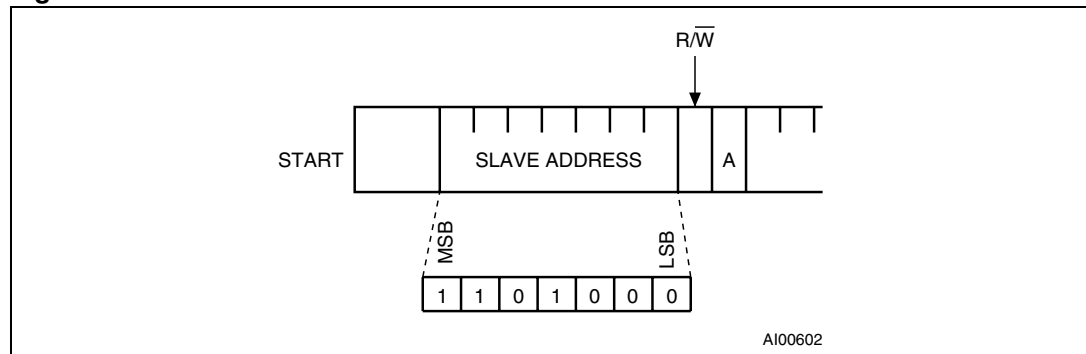 R/W̅
START
SLAVE ADDRESS
A
MSB
LSB
1 1 0 1 0 0 0
AI00602